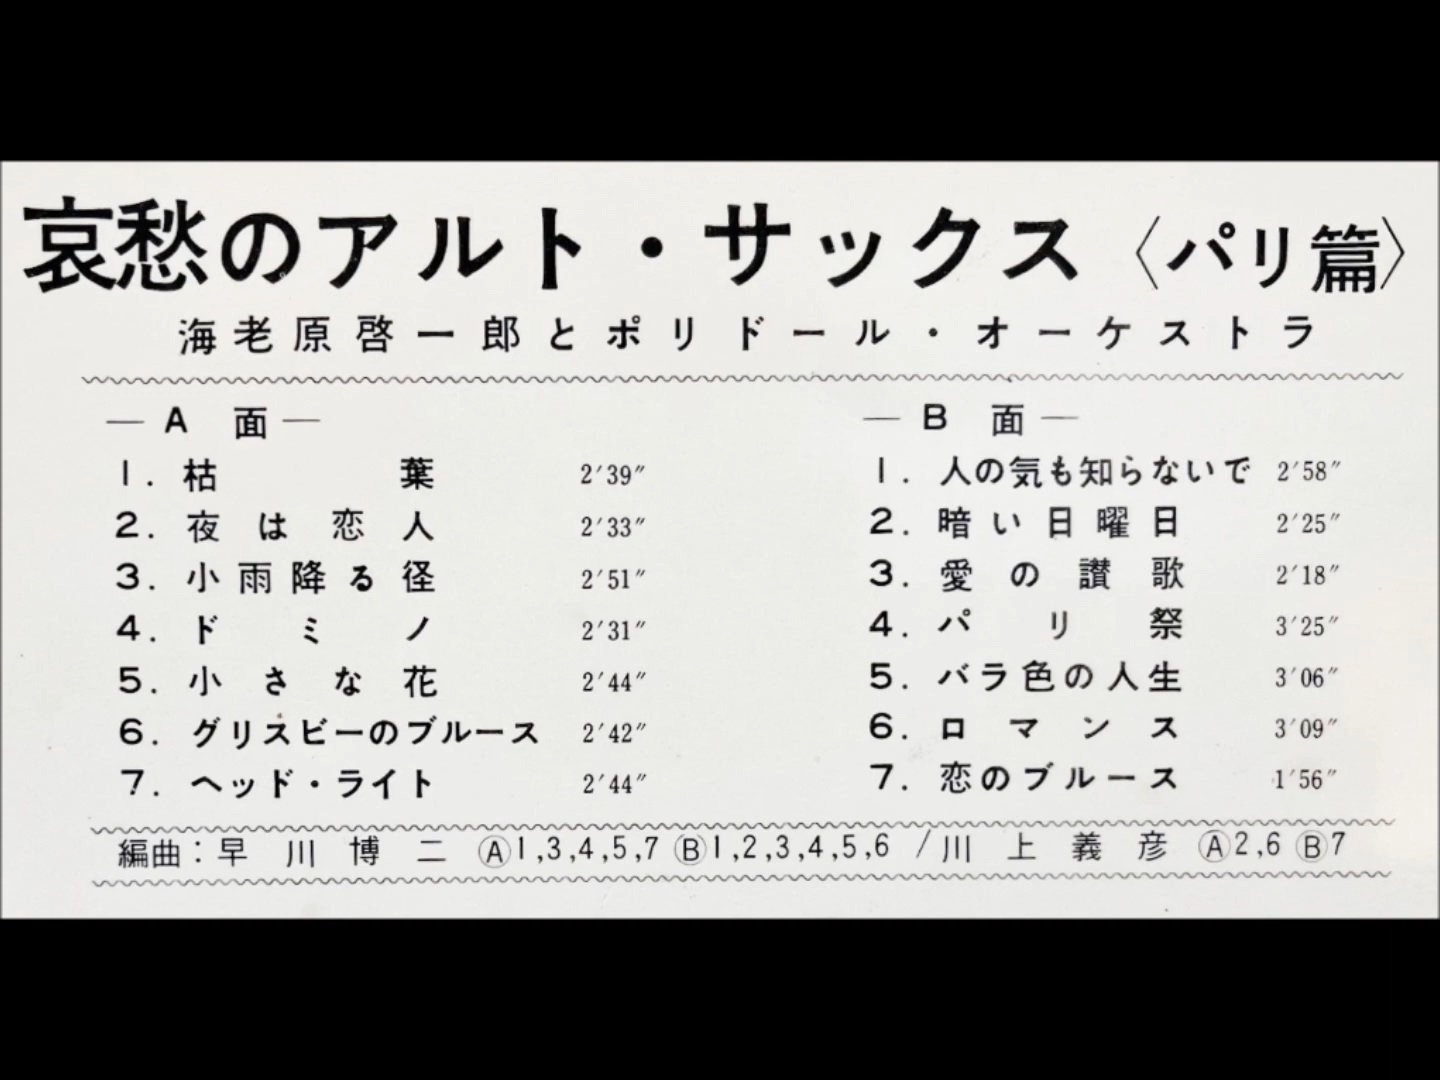 哀愁のアルト・サックス〈パリ篇〉
海老原啓一郎とポリドール・オーケストラ
—A 面—
1. 枯葉 2′39″
2. 夜は恋人 2′33″
3. 小雨降る径 2′51″
4. ドミノ 2′31″
5. 小さな花 2′44″
6. グリスビーのブルース 2′42″
7. ヘッド・ライト 2′44″
—B 面—
1. 人の気も知らないで 2′58″
2. 暗い日曜日 2′25″
3. 愛の讃歌 2′18″
4. パリ祭 3′25″
5. バラ色の人生 3′06″
6. ロマンス 3′09″
7. 恋のブルース 1′56″
編曲：早川博二 Ⓐ1,3,4,5,7 Ⓑ1,2,3,4,5,6 / 川上義彦 Ⓐ2,6 Ⓑ7